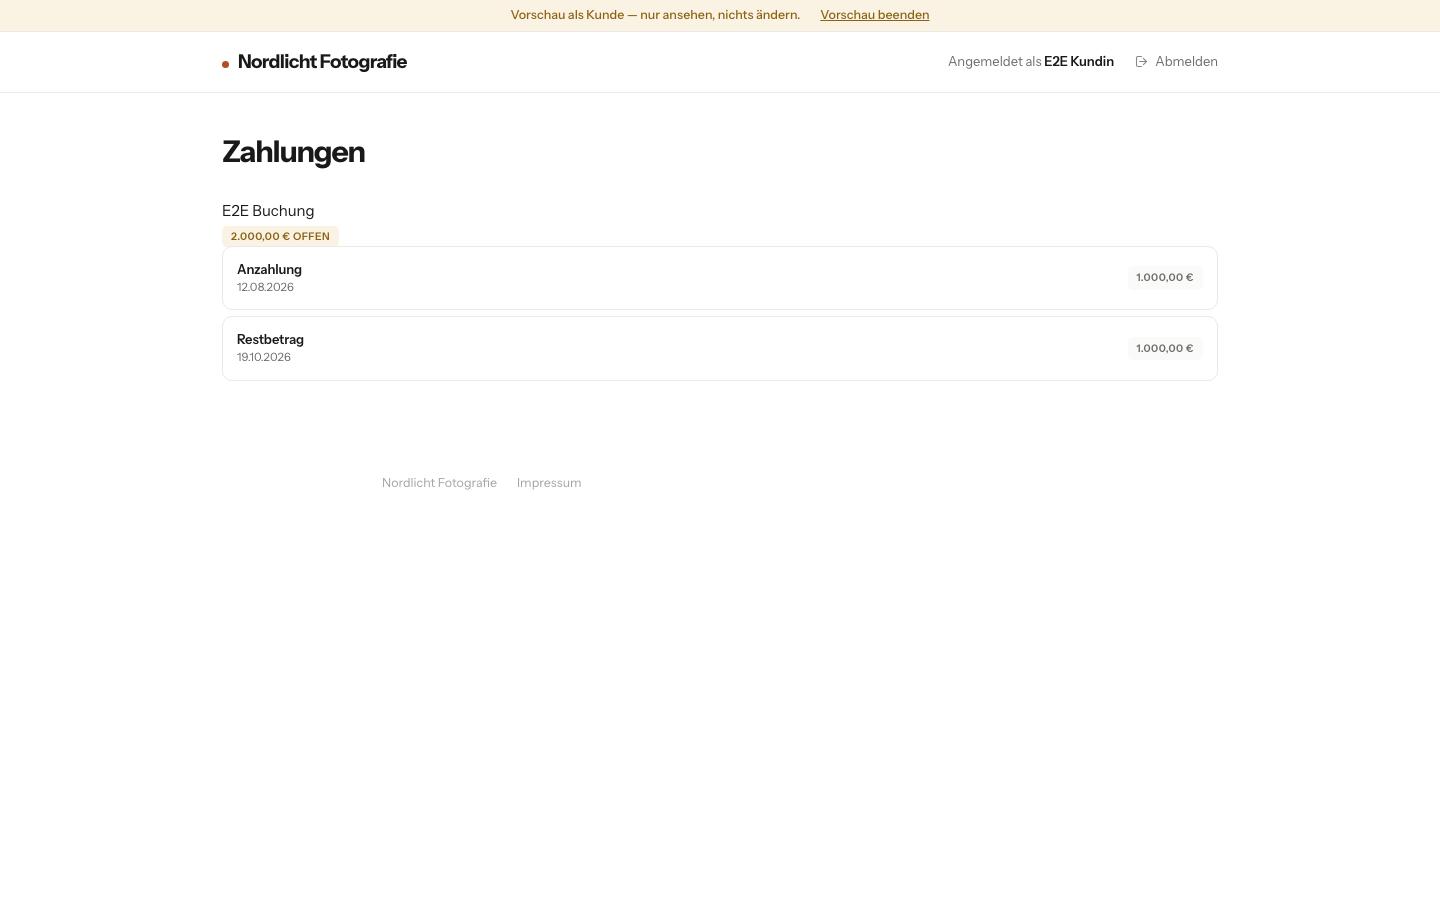 Vorschau als Kunde — nur ansehen, nichts ändern. Vorschau beenden
Nordlicht Fotografie
Angemeldet als E2E Kundin Abmelden
Zahlungen
E2E Buchung
2.000,00 € OFFEN
Anzahlung
12.08.2026
1.000,00 €
Restbetrag
19.10.2026
1.000,00 €
Nordlicht Fotografie Impressum